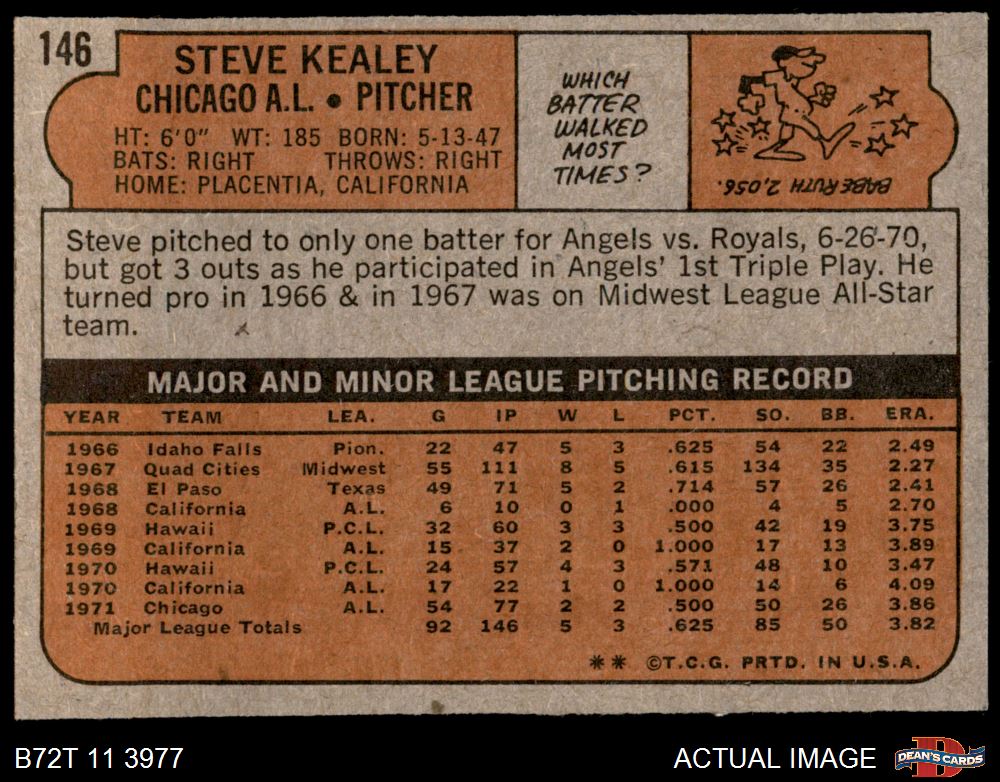 146
STEVE KEALEY
CHICAGO A.L. • PITCHER
HT: 6'0" WT: 185 BORN: 5-13-47
BATS: RIGHT THROWS: RIGHT
HOME: PLACENTIA, CALIFORNIA
WHICH
BATTER
WALKED
MOST
TIMES?
BABE RUTH 2,056.
Steve pitched to only one batter for Angels vs. Royals, 6-26-70,
but got 3 outs as he participated in Angels' 1st Triple Play. He
turned pro in 1966 & in 1967 was on Midwest League All-Star
team.
MAJOR AND MINOR LEAGUE PITCHING RECORD
YEAR TEAM LEA. G IP W L PCT. SO. BB. ERA.
1966 Idaho Falls Pion. 22 47 5 3 .625 54 22 2.49
1967 Quad Cities Midwest 55 111 8 5 .615 134 35 2.27
1968 El Paso Texas 49 71 5 2 .714 57 26 2.41
1968 California A.L. 6 10 0 1 .000 4 5 2.70
1969 Hawaii P.C.L. 32 60 3 3 .500 42 19 3.75
1969 California A.L. 15 37 2 0 1.000 17 13 3.89
1970 Hawaii P.C.L. 24 57 4 3 .571 48 10 3.47
1970 California A.L. 17 22 1 0 1.000 14 6 4.09
1971 Chicago A.L. 54 77 2 2 .500 50 26 3.86
Major League Totals 92 146 5 3 .625 85 50 3.82
** ©T.C.G. PRTD. IN U.S.A.
B72T 11 3977
ACTUAL IMAGE
D
DEAN'S CARDS